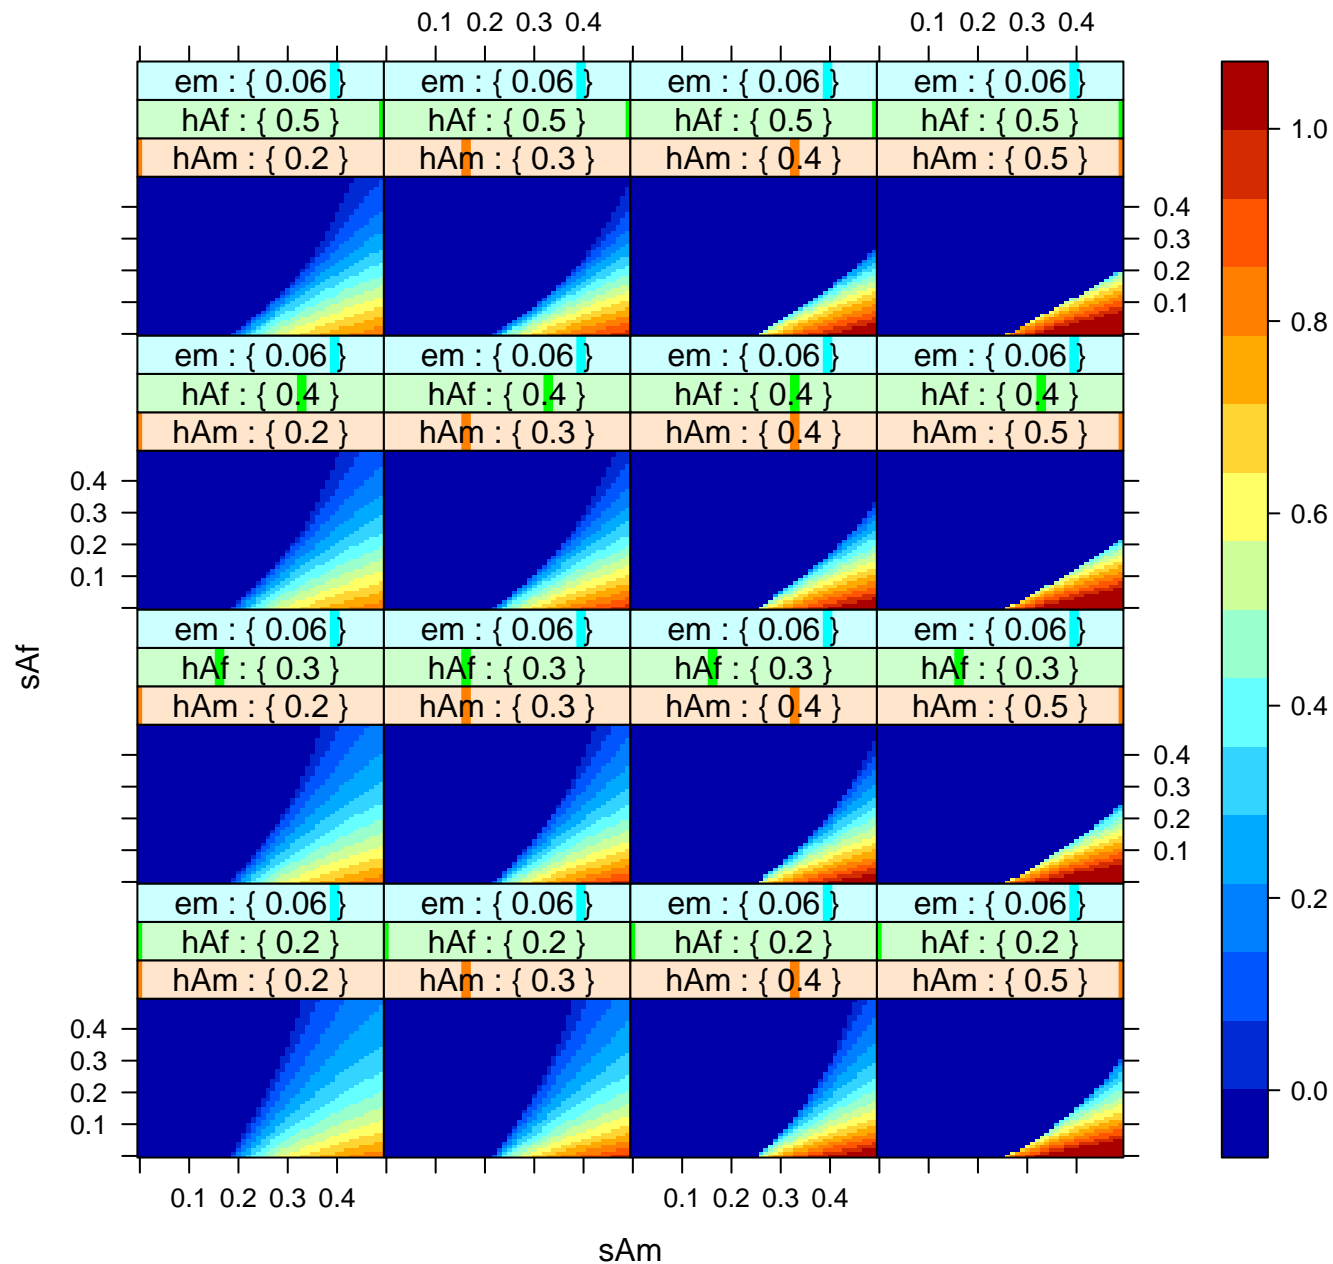 0.1 0.2 0.3 0.4 0.1 0.2 0.3 0.4
em : { 0.06 } em : { 0.06 } em : { 0.06 } em : { 0.06 }
hAf : { 0.5 } hAf : { 0.5 } hAf : { 0.5 } hAf : { 0.5 }
hAm : { 0.2 } hAm : { 0.3 } hAm : { 0.4 } hAm : { 0.5 }
0.4
0.3
0.2
0.1
em : { 0.06 } em : { 0.06 } em : { 0.06 } em : { 0.06 }
hAf : { 0.4 } hAf : { 0.4 } hAf : { 0.4 } hAf : { 0.4 }
hAm : { 0.2 } hAm : { 0.3 } hAm : { 0.4 } hAm : { 0.5 }
0.4
0.3
0.2
0.1
em : { 0.06 } em : { 0.06 } em : { 0.06 } em : { 0.06 }
hAf : { 0.3 } hAf : { 0.3 } hAf : { 0.3 } hAf : { 0.3 }
hAm : { 0.2 } hAm : { 0.3 } hAm : { 0.4 } hAm : { 0.5 }
0.4
0.3
0.2
0.1
em : { 0.06 } em : { 0.06 } em : { 0.06 } em : { 0.06 }
hAf : { 0.2 } hAf : { 0.2 } hAf : { 0.2 } hAf : { 0.2 }
hAm : { 0.2 } hAm : { 0.3 } hAm : { 0.4 } hAm : { 0.5 }
0.4
0.3
0.2
0.1
0.1 0.2 0.3 0.4 0.1 0.2 0.3 0.4
sAm
sAf
1.0
0.8
0.6
0.4
0.2
0.0